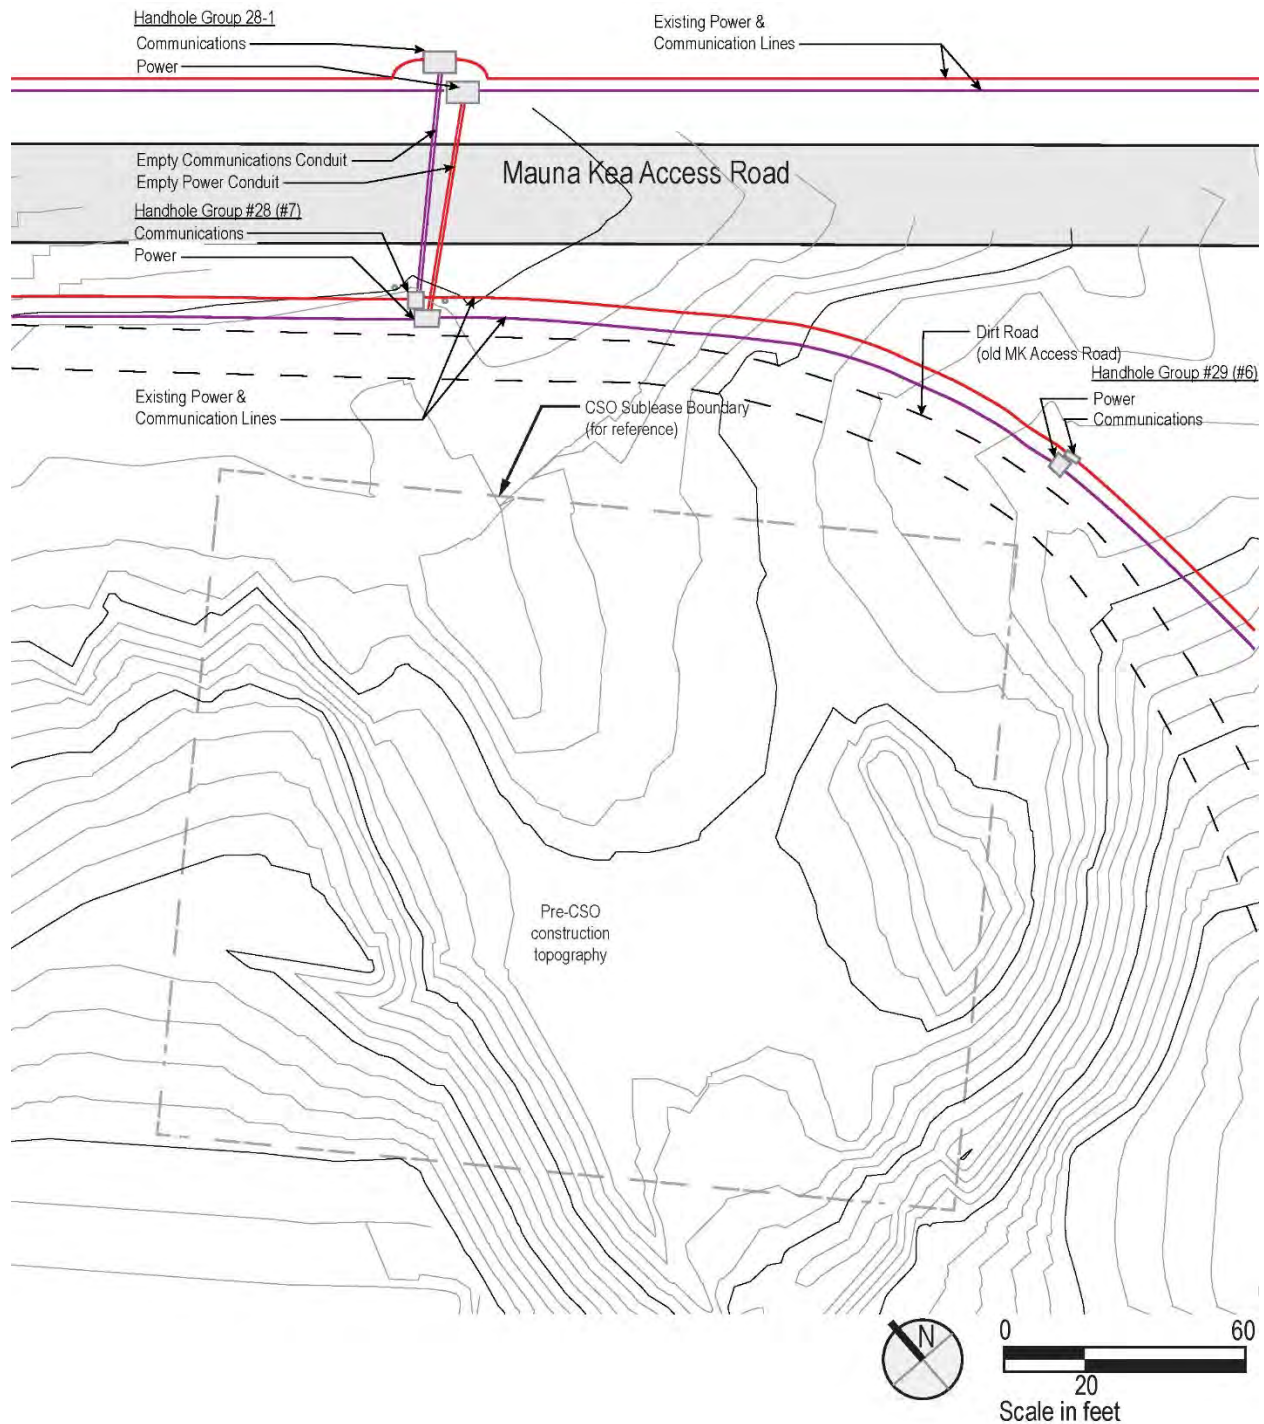 Handhole Group 28-1
Communications
Power
Existing Power &
Communication Lines
Empty Communications Conduit
Empty Power Conduit
Mauna Kea Access Road
Handhole Group #28 (#7)
Communications
Power
Dirt Road
(old MK Access Road)
Handhole Group #29 (#6)
Power
Communications
Existing Power &
Communication Lines
CSO Sublease Boundary
(for reference)
Pre-CSO
construction
topography
N
0
60
20
Scale in feet